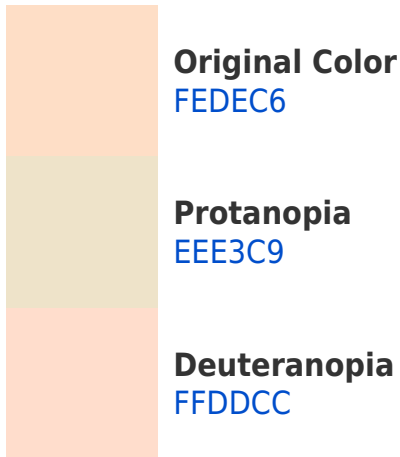 Original Color
FEDEC6
Protanopia
EEE3C9
Deuteranopia
FFDDCC